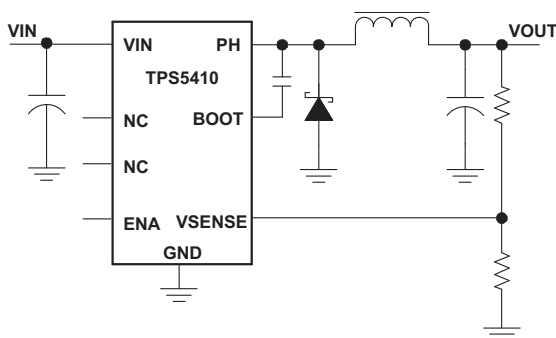 VIN
VOUT
VIN
PH
TPS5410
NC
BOOT
NC
ENA
VSENSE
GND